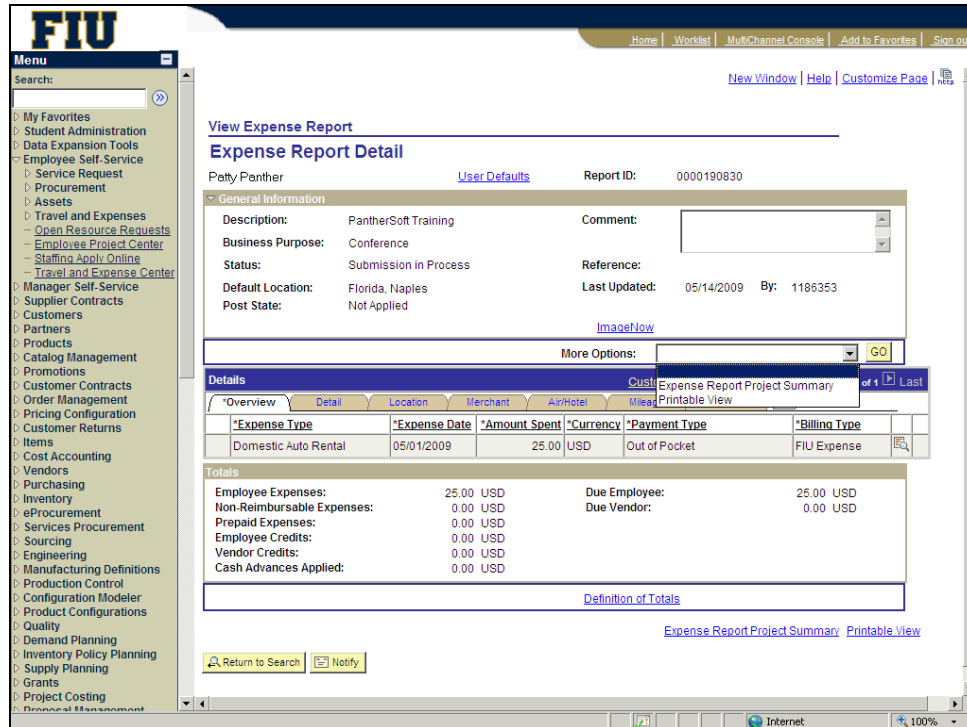 FIU
Home | Worklist | MultiChannel Console | Add to Favorites | Sign ou
Menu
Search:
My Favorites
Student Administration
Data Expansion Tools
Employee Self-Service
Service Request
Procurement
Assets
Travel and Expenses
Open Resource Requests
Employee Project Center
Staffing Apply Online
Travel and Expense Center
Manager Self-Service
Supplier Contracts
Customers
Partners
Products
Catalog Management
Promotions
Customer Contracts
Order Management
Pricing Configuration
Customer Returns
Items
Cost Accounting
Vendors
Purchasing
Inventory
eProcurement
Services Procurement
Sourcing
Engineering
Manufacturing Definitions
Production Control
Configuration Modeler
Product Configurations
Quality
Demand Planning
Inventory Policy Planning
Supply Planning
Grants
Project Costing
Proposal Management
New Window | Help | Customize Page | http
View Expense Report
Expense Report Detail
Patty Panther User Defaults Report ID: 0000190830
General Information
Description: PantherSoft Training Comment:
Business Purpose: Conference
Status: Submission in Process Reference:
Default Location: Florida, Naples Last Updated: 05/14/2009 By: 1186353
Post State: Not Applied
ImageNow
More Options: GO
Expense Report Project Summary
Printable View
Details Custo of 1 Last
*Overview Detail Location Merchant Air/Hotel Mileag
*Expense Type *Expense Date *Amount Spent *Currency *Payment Type *Billing Type
Domestic Auto Rental 05/01/2009 25.00 USD Out of Pocket FIU Expense
Totals
Employee Expenses: 25.00 USD Due Employee: 25.00 USD
Non-Reimbursable Expenses: 0.00 USD Due Vendor: 0.00 USD
Prepaid Expenses: 0.00 USD
Employee Credits: 0.00 USD
Vendor Credits: 0.00 USD
Cash Advances Applied: 0.00 USD
Definition of Totals
Expense Report Project Summary Printable View
Return to Search Notify
Internet 100%